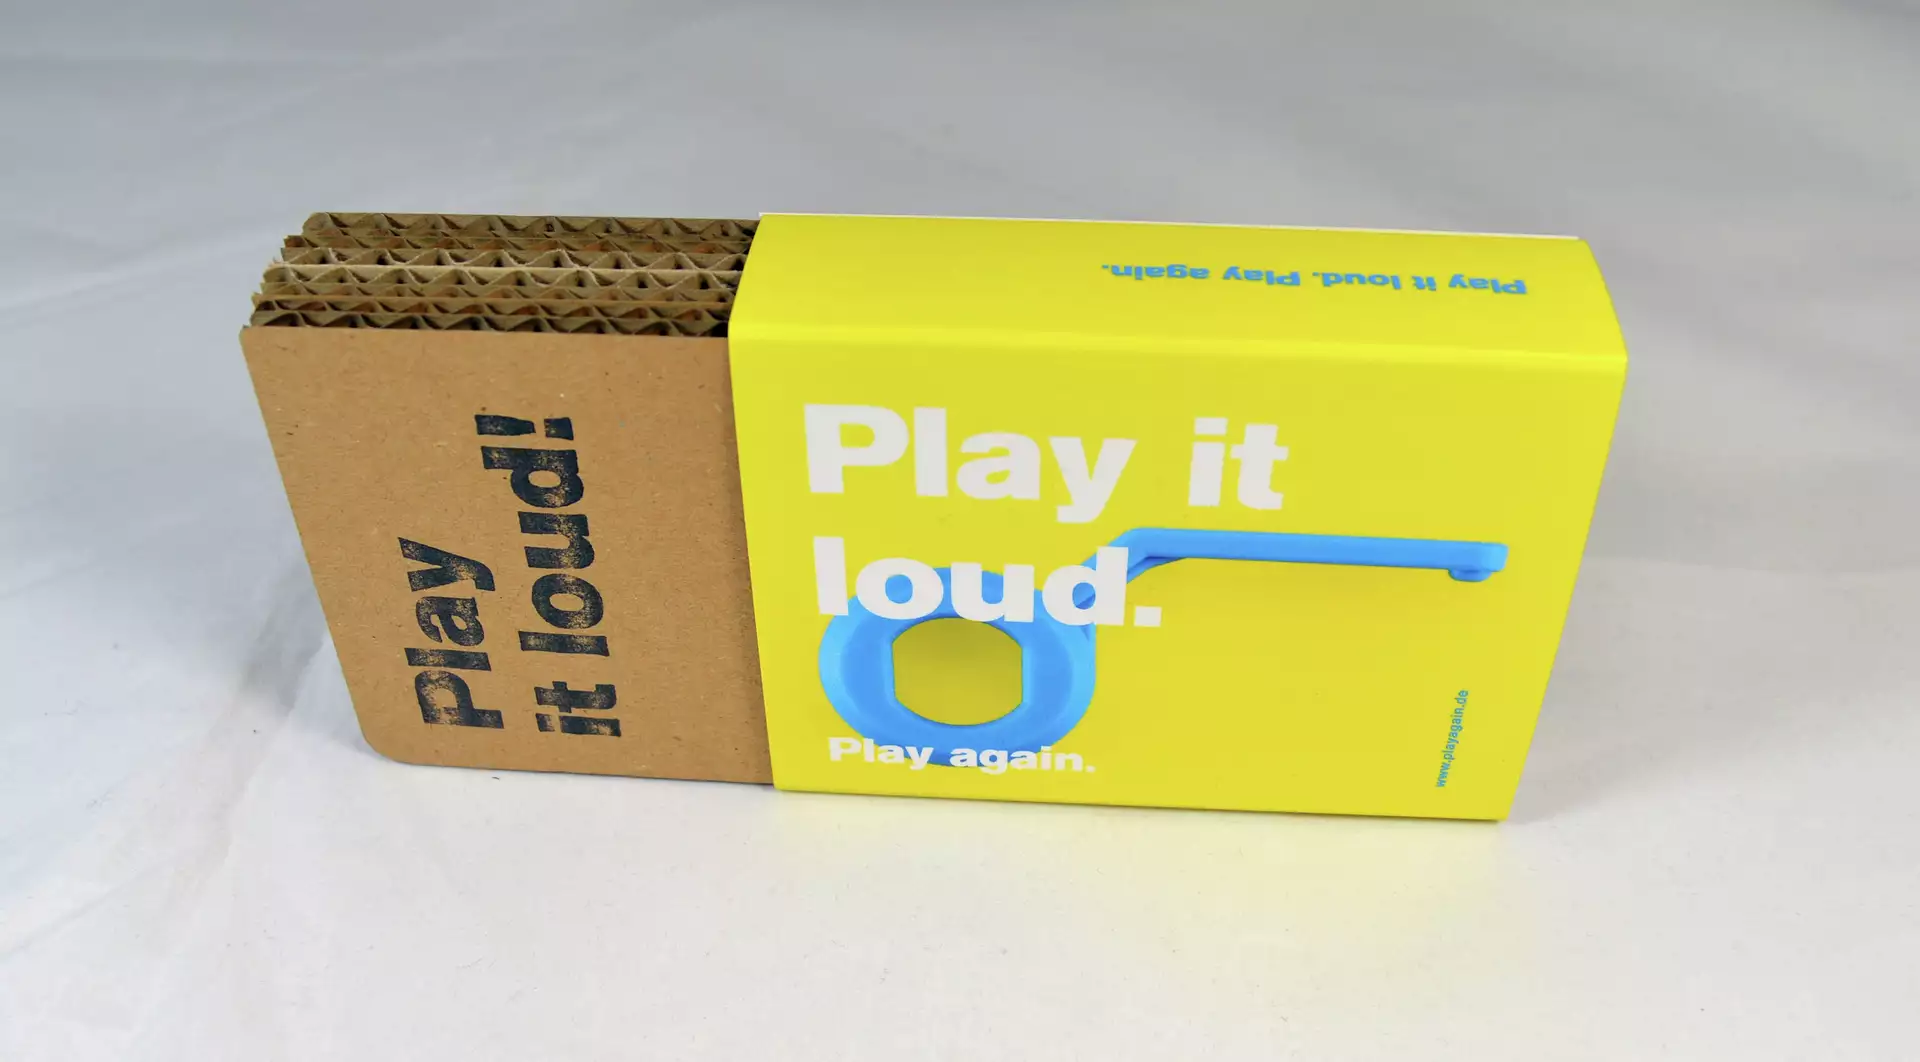 Play
it loud!
Play it loud. Play again.
Play it
loud.
Play again.
www.playagain.de